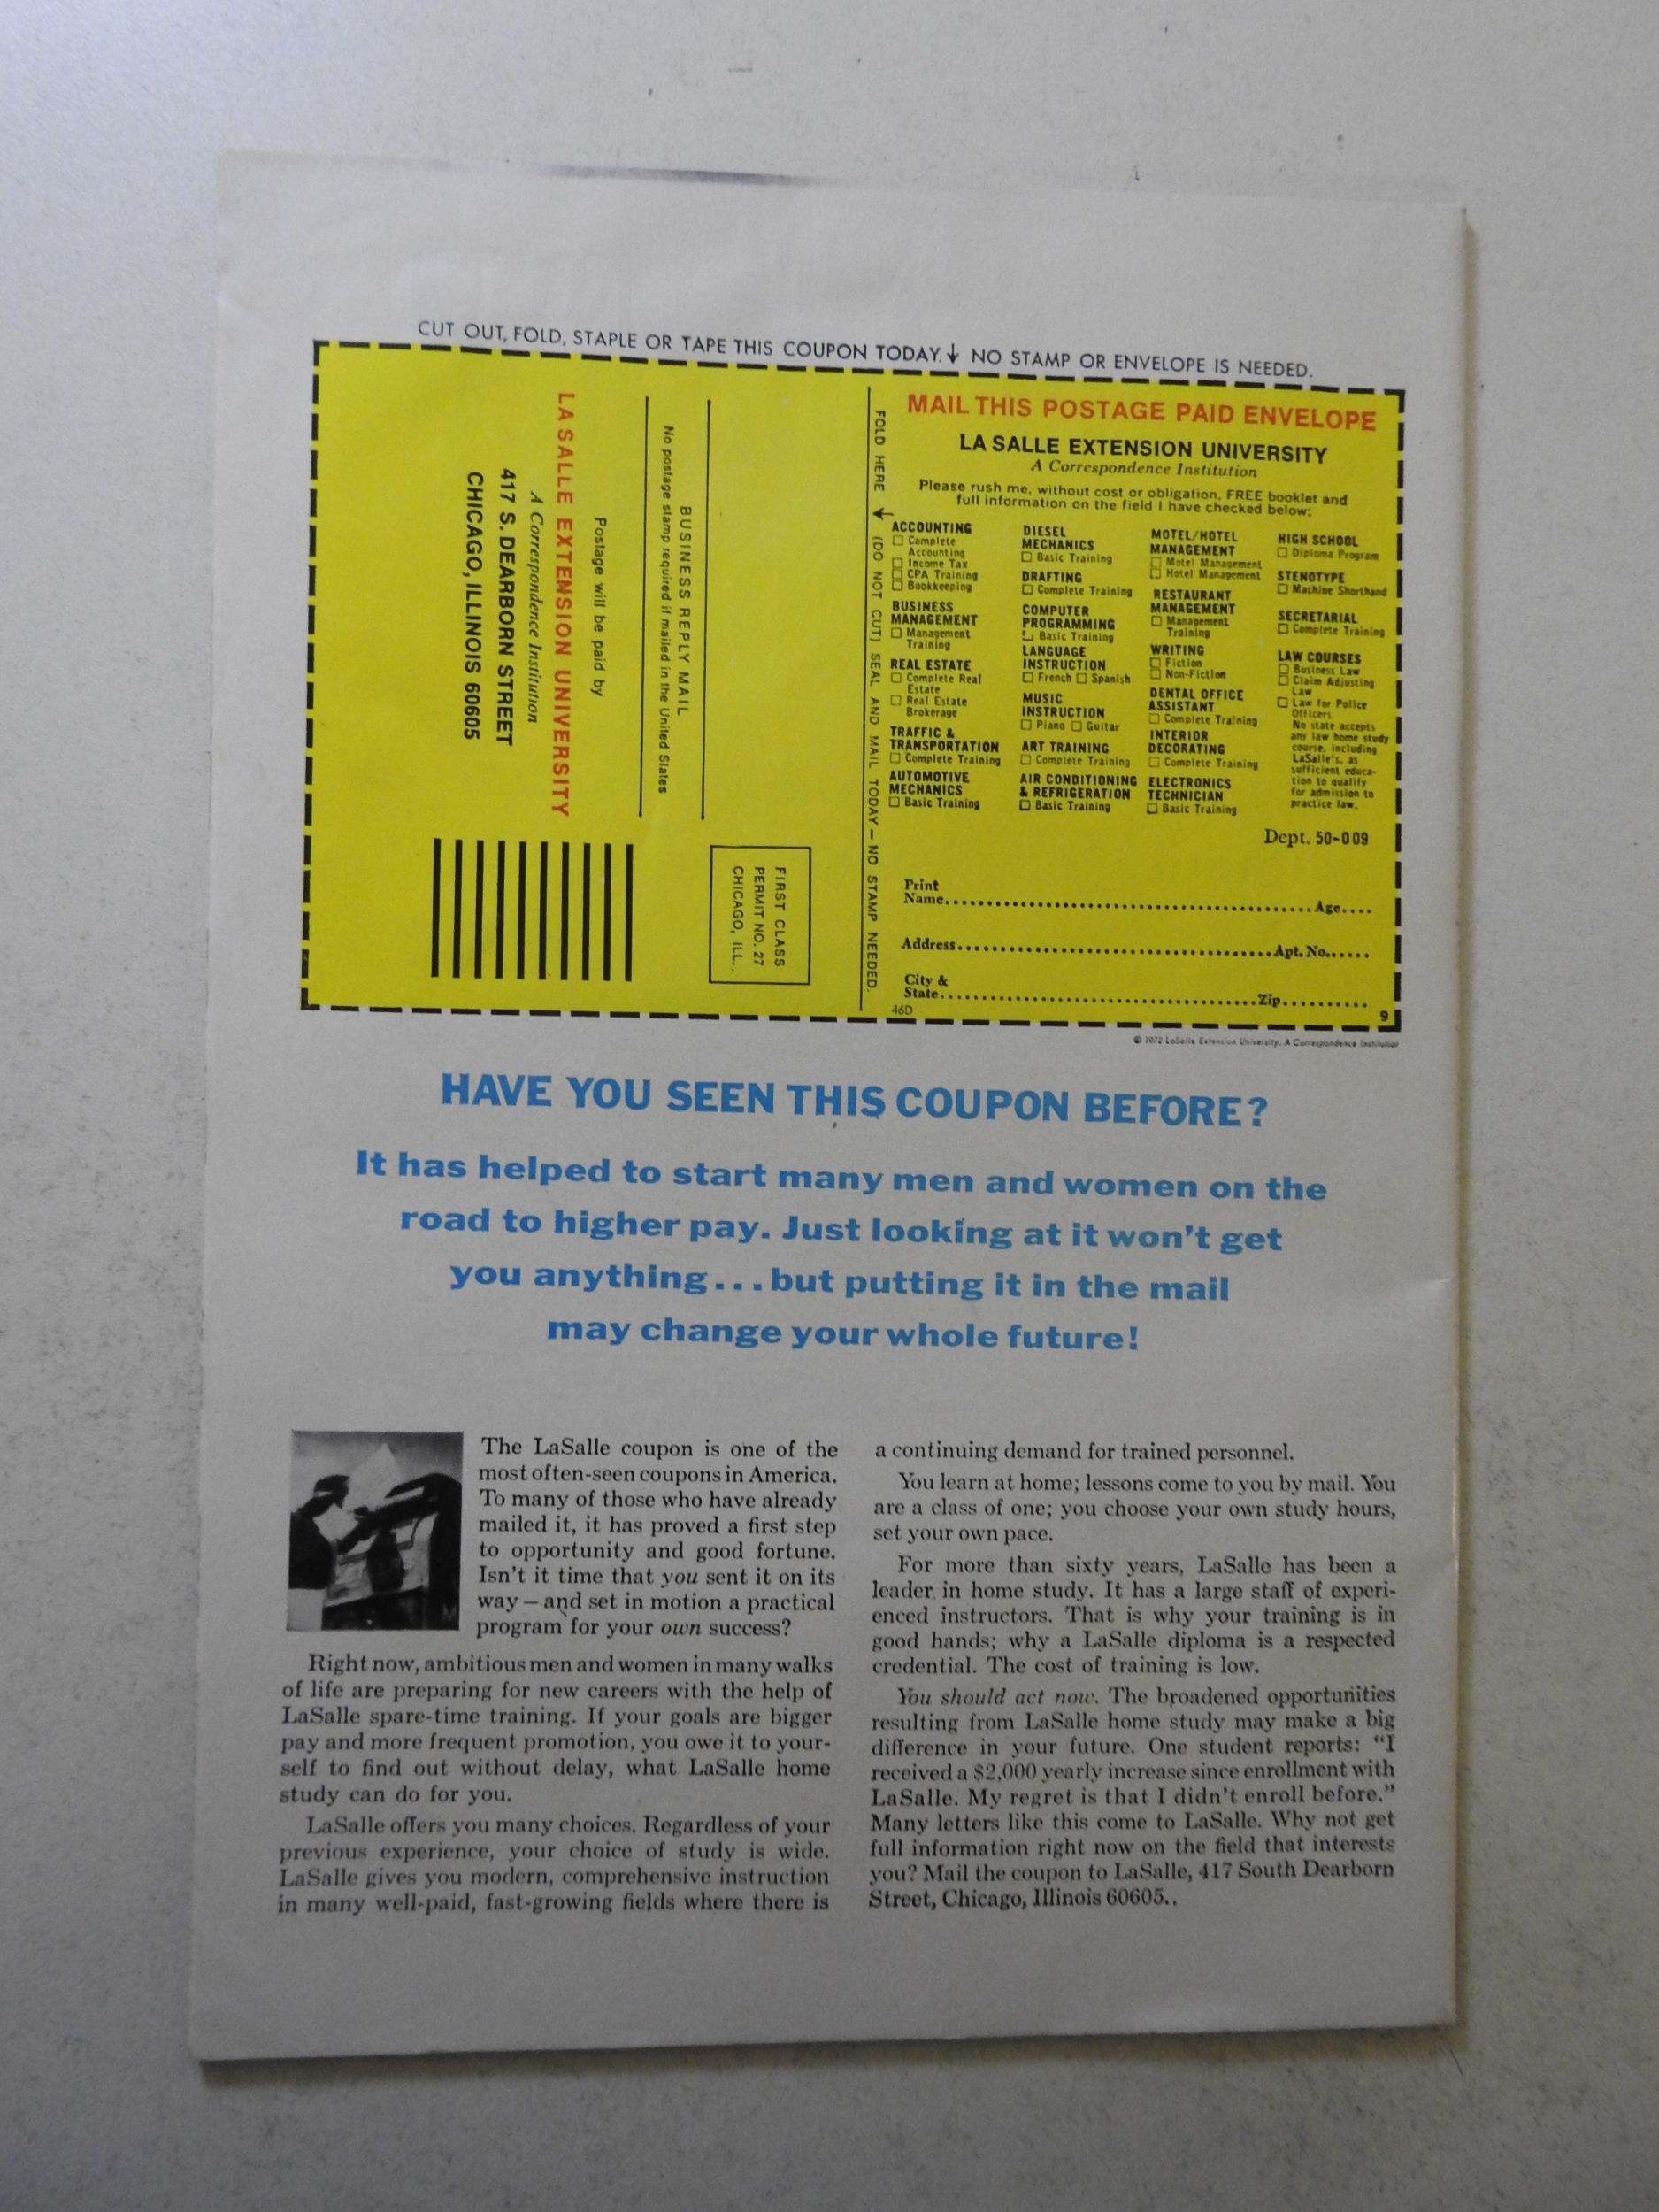 CUT OUT, FOLD, STAPLE OR TAPE THIS COUPON TODAY.↓ NO STAMP OR ENVELOPE IS NEEDED.
BUSINESS REPLY MAIL
No postage stamp required if mailed in the United States
Postage will be paid by
LA SALLE EXTENSION UNIVERSITY
A Correspondence Institution
417 S. DEARBORN STREET
CHICAGO, ILLINOIS 60605
FIRST CLASS
PERMIT NO. 27
CHICAGO, ILL..
FOLD HERE ← (DO NOT CUT) SEAL AND MAIL TODAY — NO STAMP NEEDED.
MAIL THIS POSTAGE PAID ENVELOPE
LA SALLE EXTENSION UNIVERSITY
A Correspondence Institution
Please rush me, without cost or obligation, FREE booklet and
full information on the field I have checked below:
ACCOUNTING
☐ Complete
Accounting
☐ Income Tax
☐ CPA Training
☐ Bookkeeping
BUSINESS
MANAGEMENT
☐ Management
Training
REAL ESTATE
☐ Complete Real
Estate
☐ Real Estate
Brokerage
TRAFFIC &
TRANSPORTATION
☐ Complete Training
AUTOMOTIVE
MECHANICS
☐ Basic Training
DIESEL
MECHANICS
☐ Basic Training
DRAFTING
☐ Complete Training
COMPUTER
PROGRAMMING
☐ Basic Training
LANGUAGE
INSTRUCTION
☐ French ☐ Spanish
MUSIC
INSTRUCTION
☐ Piano ☐ Guitar
ART TRAINING
☐ Complete Training
AIR CONDITIONING
& REFRIGERATION
☐ Basic Training
MOTEL/HOTEL
MANAGEMENT
☐ Motel Management
☐ Hotel Management
RESTAURANT
MANAGEMENT
☐ Management
Training
WRITING
☐ Fiction
☐ Non-Fiction
DENTAL OFFICE
ASSISTANT
☐ Complete Training
INTERIOR
DECORATING
☐ Complete Training
ELECTRONICS
TECHNICIAN
☐ Basic Training
HIGH SCHOOL
☐ Diploma Program
STENOTYPE
☐ Machine Shorthand
SECRETARIAL
☐ Complete Training
LAW COURSES
☐ Business Law
☐ Claim Adjusting
Law
☐ Law for Police
Officers
No state accepts
any law home study
course, including
LaSalle's, as
sufficient educa-
tion to qualify
for admission to
practice law.
Dept. 50-009
Print
Name.............................................Age....
Address.......................................Apt. No......
City &
State.......................................Zip..........
46D
9
© 1972 LaSalle Extension University, A Correspondence Institution
HAVE YOU SEEN THIS COUPON BEFORE?
It has helped to start many men and women on the
road to higher pay. Just looking at it won't get
you anything...but putting it in the mail
may change your whole future!
The LaSalle coupon is one of the
most often-seen coupons in America.
To many of those who have already
mailed it, it has proved a first step
to opportunity and good fortune.
Isn't it time that you sent it on its
way — and set in motion a practical
program for your own success?
Right now, ambitious men and women in many walks
of life are preparing for new careers with the help of
LaSalle spare-time training. If your goals are bigger
pay and more frequent promotion, you owe it to your-
self to find out without delay, what LaSalle home
study can do for you.
LaSalle offers you many choices. Regardless of your
previous experience, your choice of study is wide.
LaSalle gives you modern, comprehensive instruction
in many well-paid, fast-growing fields where there is
a continuing demand for trained personnel.
You learn at home; lessons come to you by mail. You
are a class of one; you choose your own study hours,
set your own pace.
For more than sixty years, LaSalle has been a
leader in home study. It has a large staff of experi-
enced instructors. That is why your training is in
good hands; why a LaSalle diploma is a respected
credential. The cost of training is low.
You should act now. The broadened opportunities
resulting from LaSalle home study may make a big
difference in your future. One student reports: "I
received a $2,000 yearly increase since enrollment with
LaSalle. My regret is that I didn't enroll before."
Many letters like this come to LaSalle. Why not get
full information right now on the field that interests
you? Mail the coupon to LaSalle, 417 South Dearborn
Street, Chicago, Illinois 60605..